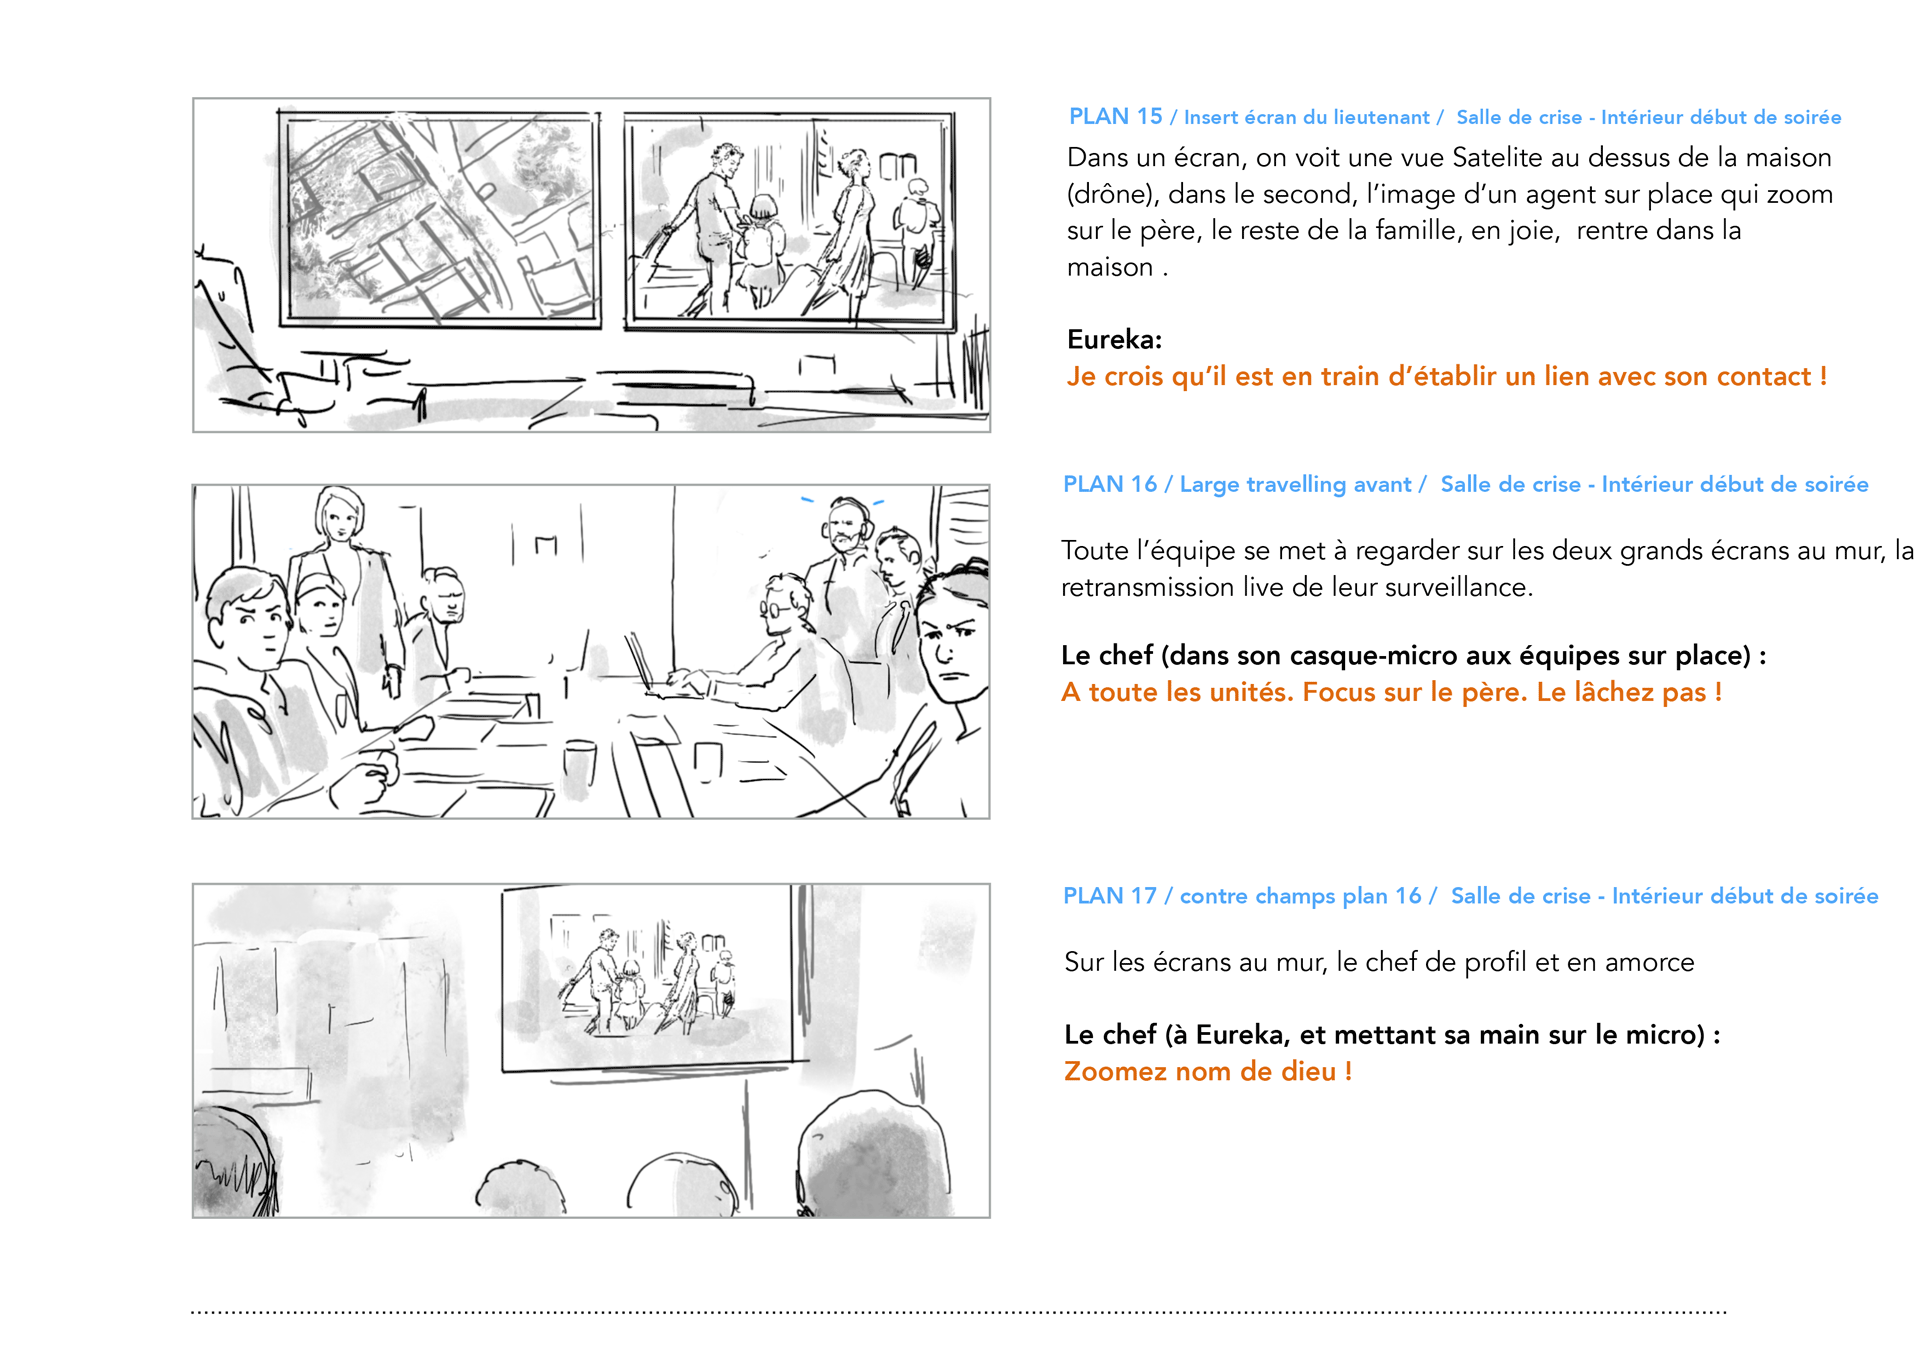 PLAN 15 / Insert écran du lieutenant / Salle de crise - Intérieur début de soirée
Dans un écran, on voit une vue Satelite au dessus de la maison
(drône), dans le second, l’image d’un agent sur place qui zoom
sur le père, le reste de la famille, en joie, rentre dans la
maison .
Eureka:
Je crois qu’il est en train d’établir un lien avec son contact !
PLAN 16 / Large travelling avant / Salle de crise - Intérieur début de soirée
Toute l’équipe se met à regarder sur les deux grands écrans au mur, la
retransmission live de leur surveillance.
Le chef (dans son casque-micro aux équipes sur place) :
A toute les unités. Focus sur le père. Le lâchez pas !
PLAN 17 / contre champs plan 16 / Salle de crise - Intérieur début de soirée
Sur les écrans au mur, le chef de profil et en amorce
Le chef (à Eureka, et mettant sa main sur le micro) :
Zoomez nom de dieu !